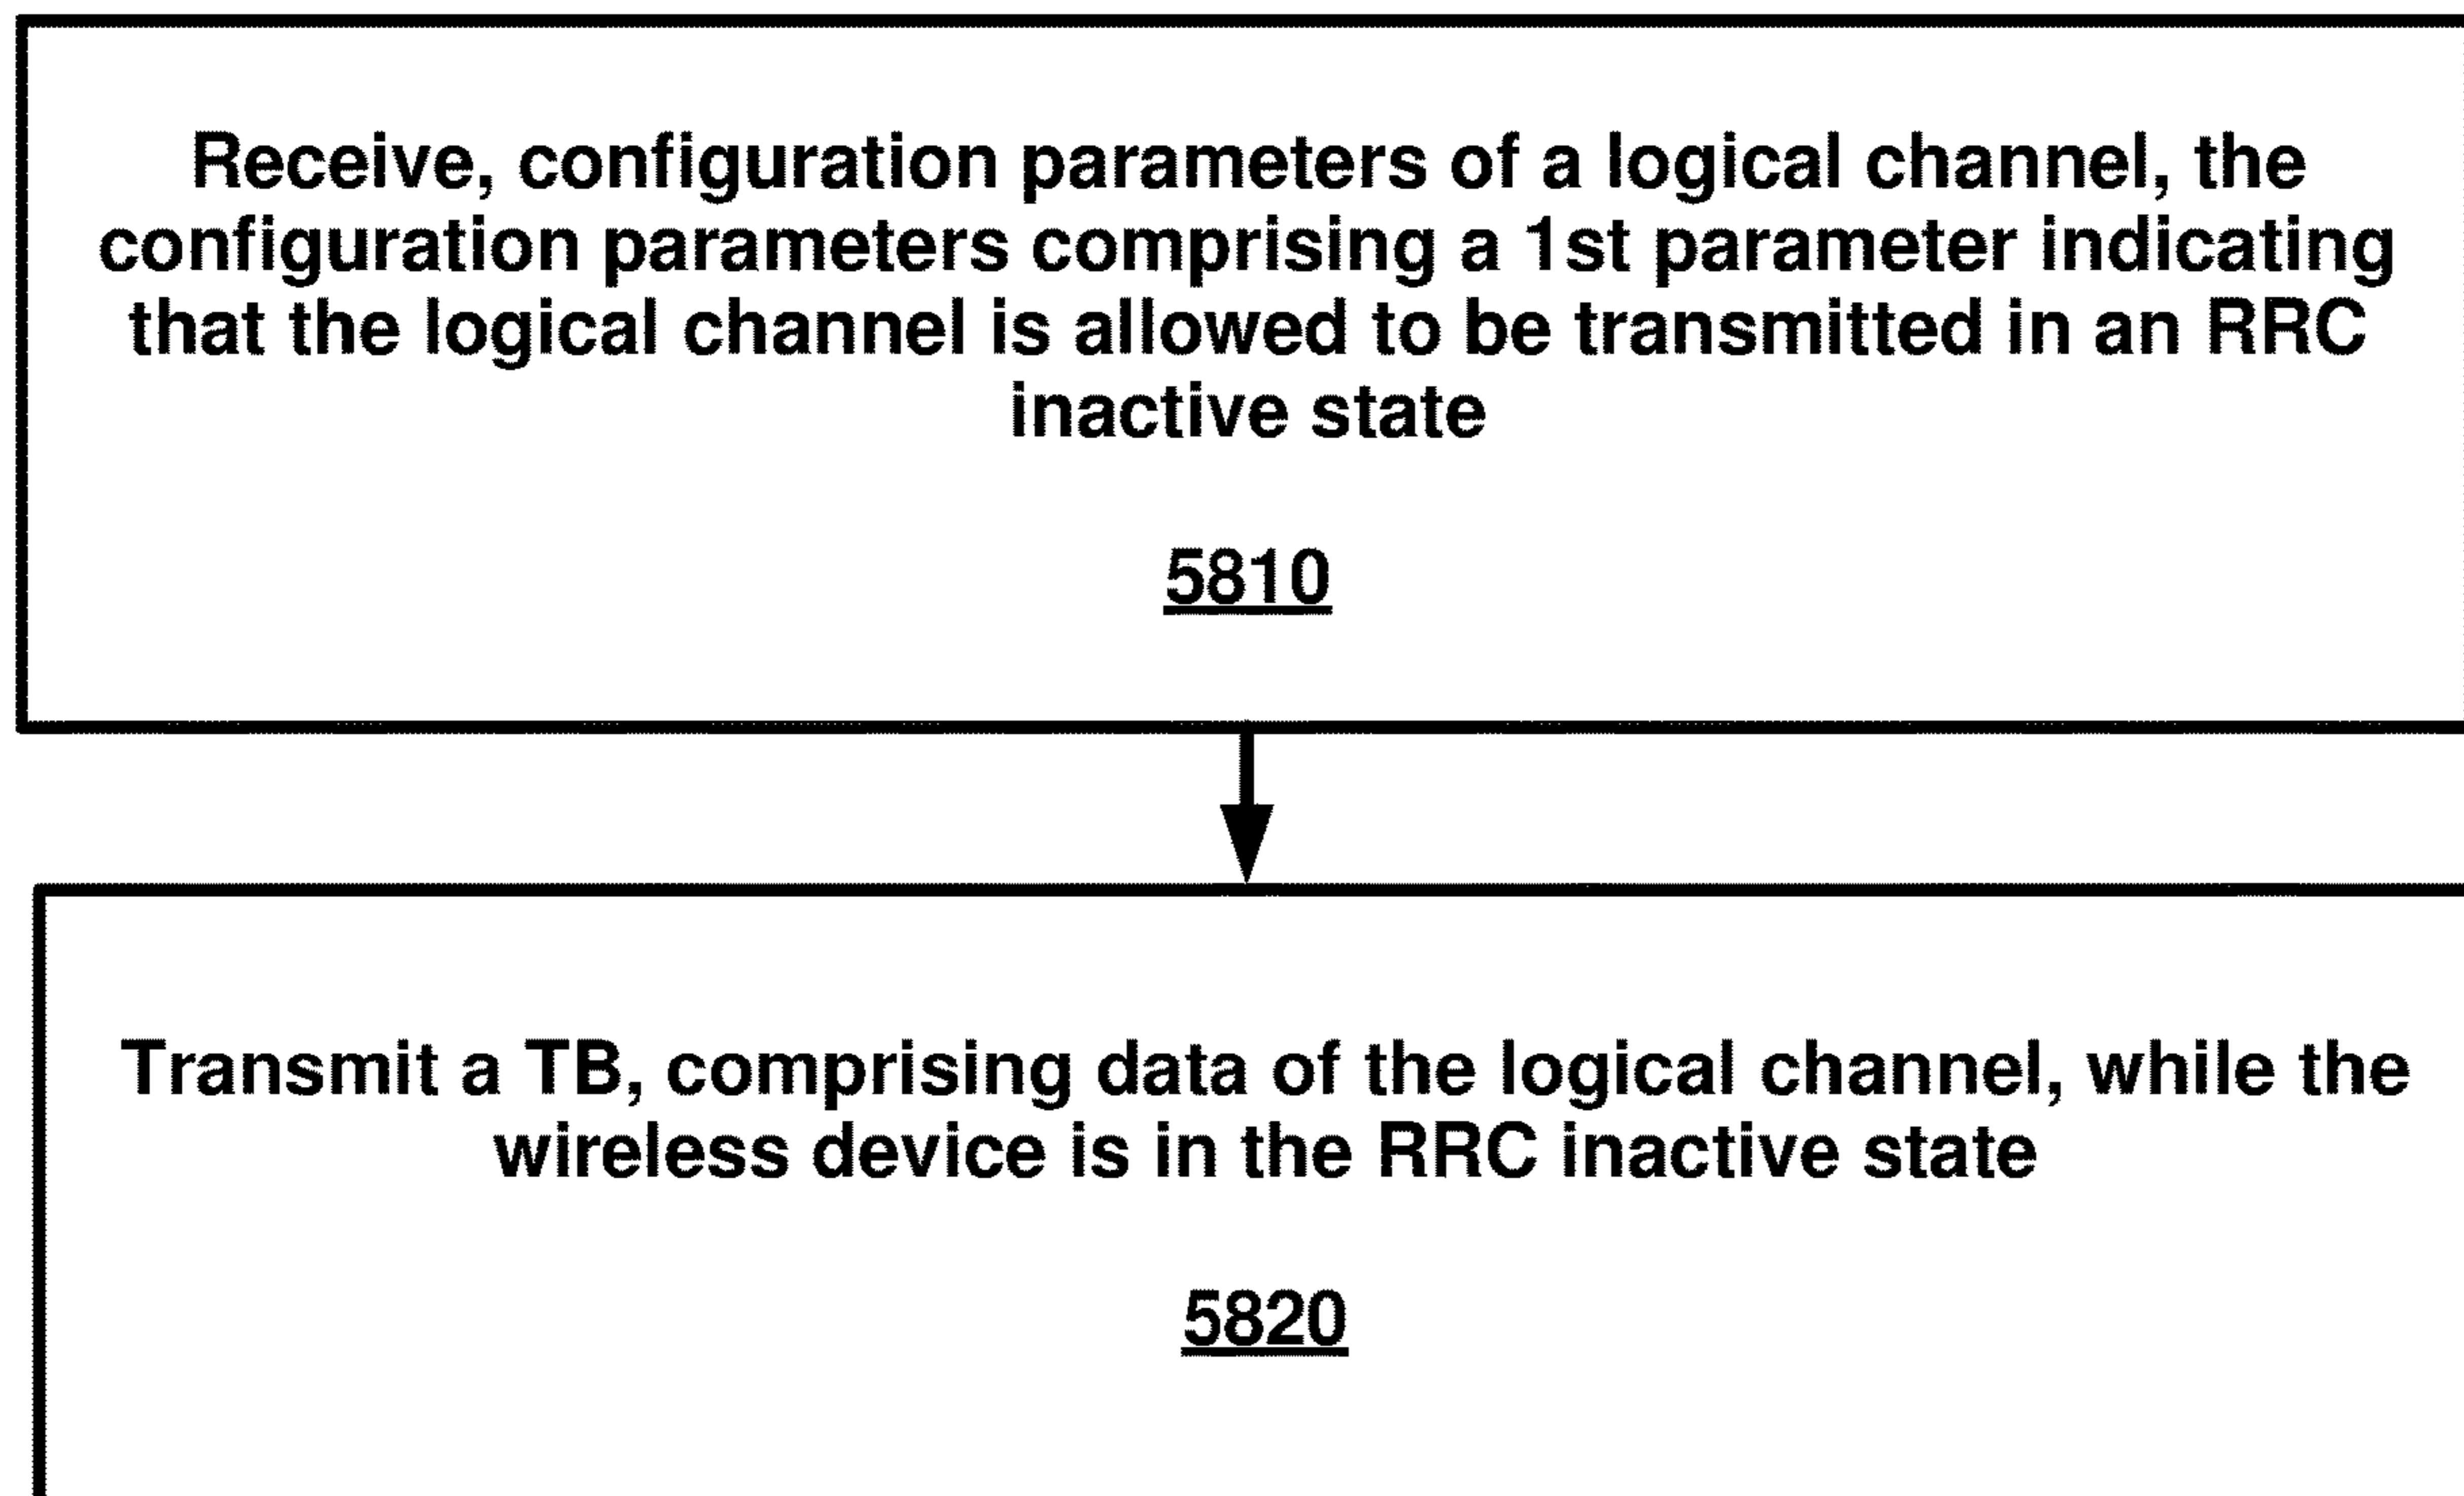 Receive, configuration parameters of a logical channel, the
configuration parameters comprising a 1st parameter indicating
that the logical channel is allowed to be transmitted in an RRC
inactive state
5810
Transmit a TB, comprising data of the logical channel, while the
wireless device is in the RRC inactive state
5820